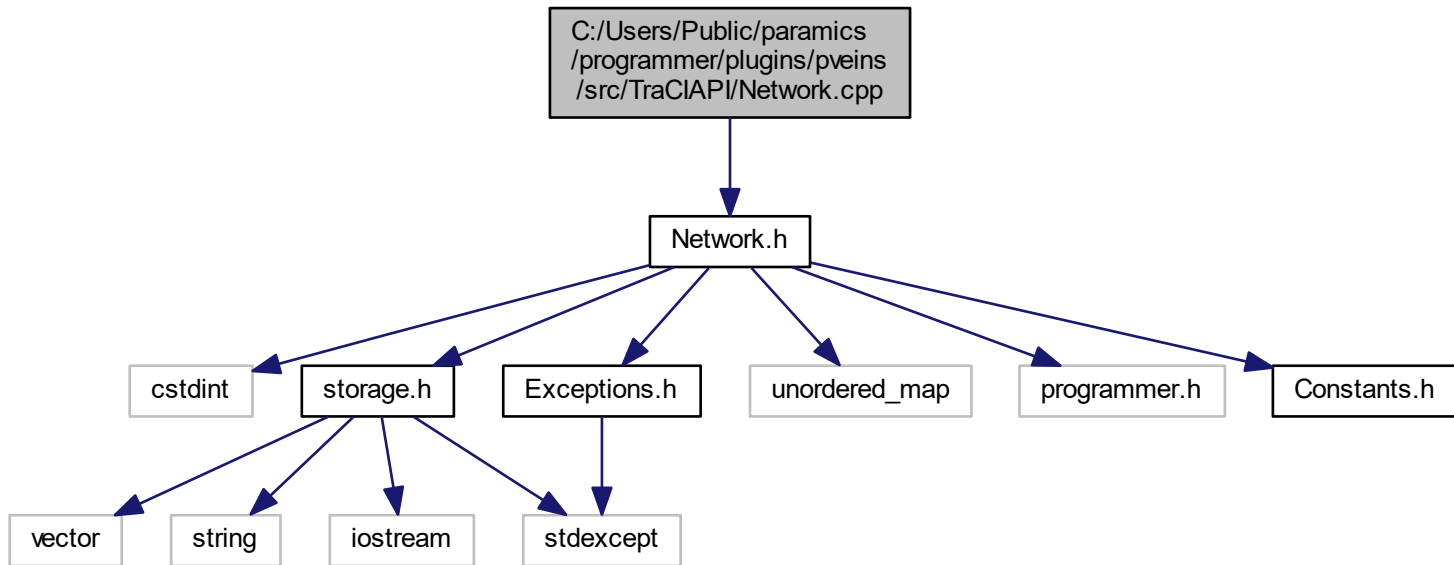 C:/Users/Public/paramics
/programmer/plugins/pveins
/src/TraCIAPI/Network.cpp
Network.h
cstdint
storage.h
Exceptions.h
unordered_map
programmer.h
Constants.h
vector
string
iostream
stdexcept